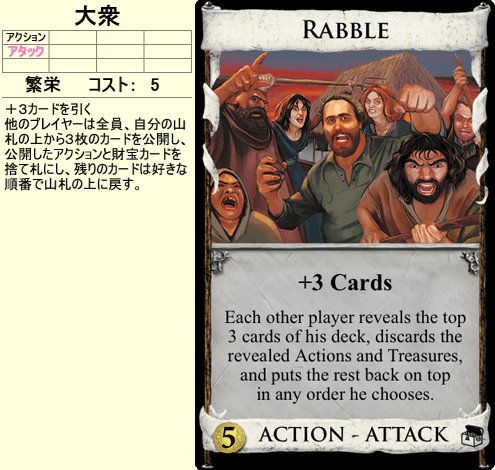 大衆
アクション
アタック
繁栄 コスト： 5
＋３カードを引く
他のプレイヤーは全員、自分の山
札の上から３枚のカードを公開し、
公開したアクションと財宝カードを
捨て札にし、残りのカードは好きな
順番で山札の上に戻す。
RABBLE
+3 Cards
Each other player reveals the top
3 cards of his deck, discards the
revealed Actions and Treasures,
and puts the rest back on top
in any order he chooses.
5 ACTION - ATTACK